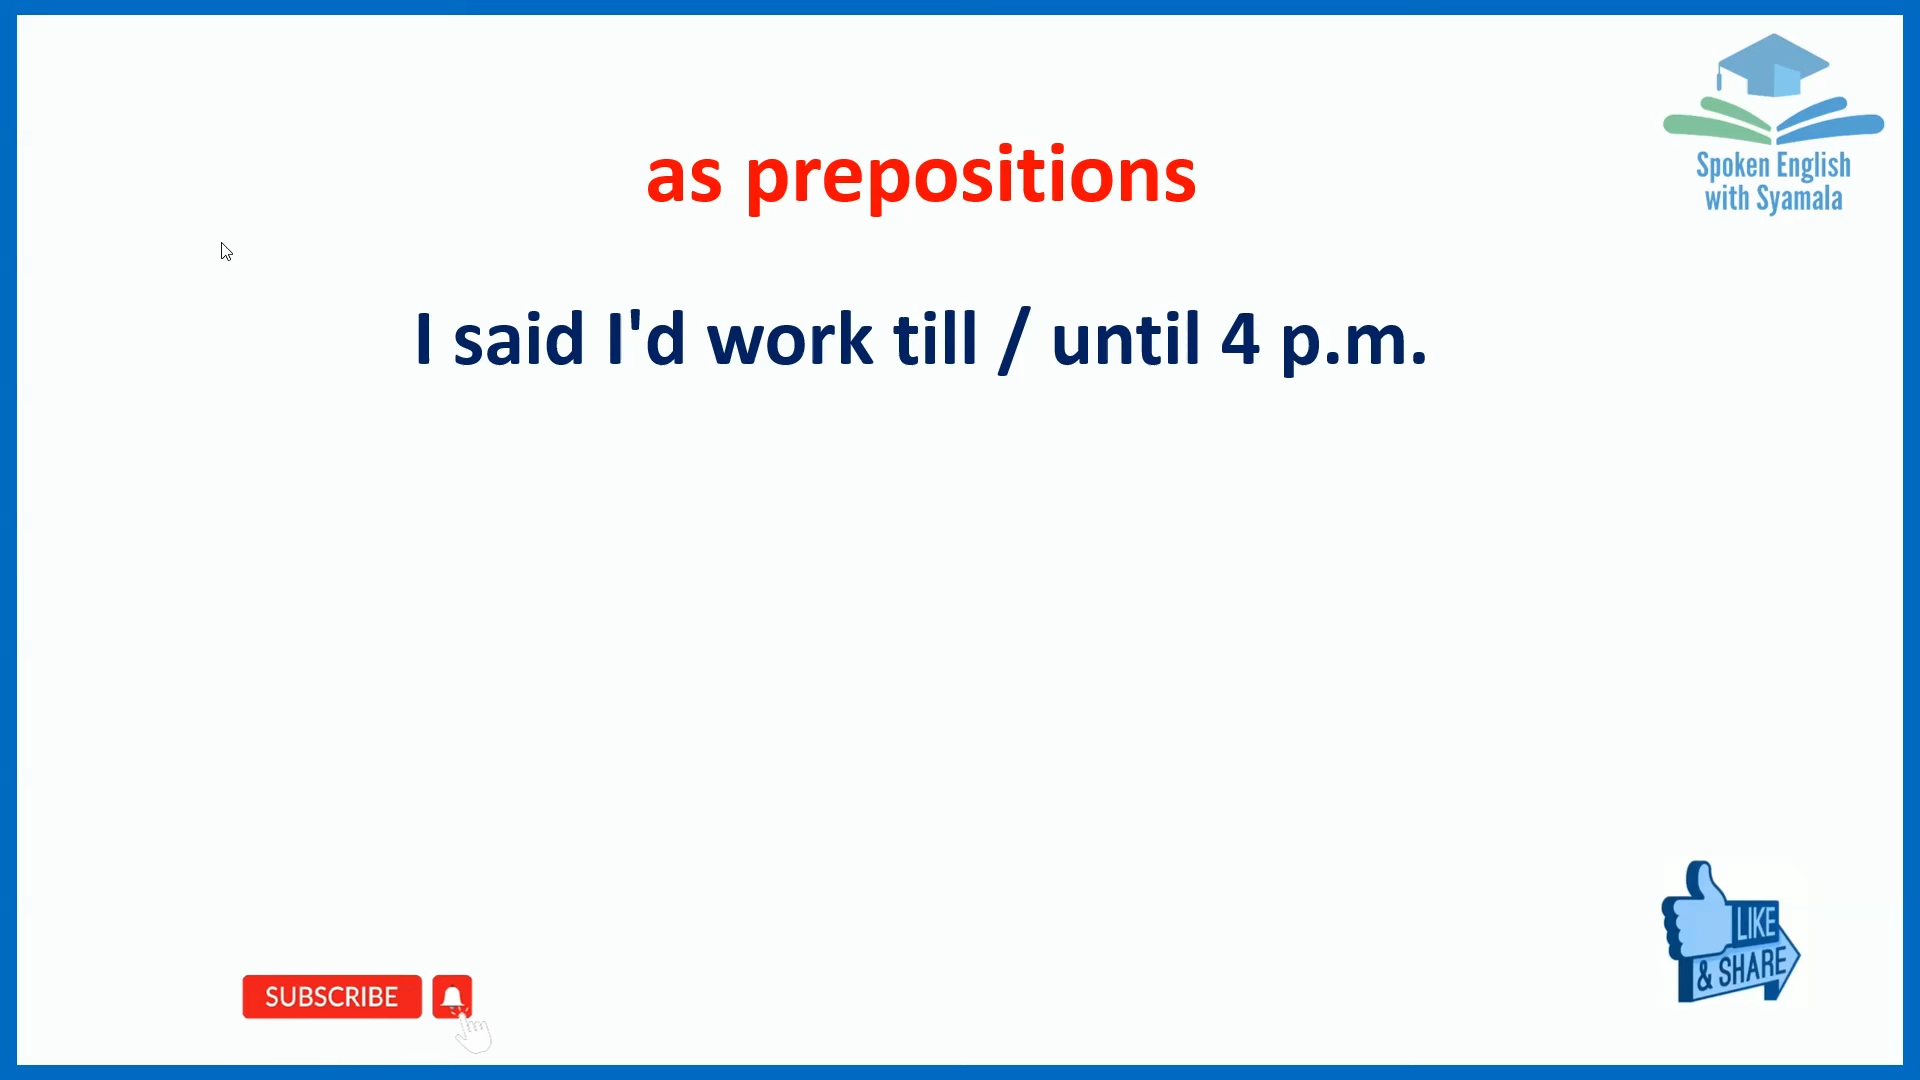 as prepositions
Spoken English
with Syamala
I said I'd work till / until 4 p.m.
LIKE
& SHARE
SUBSCRIBE